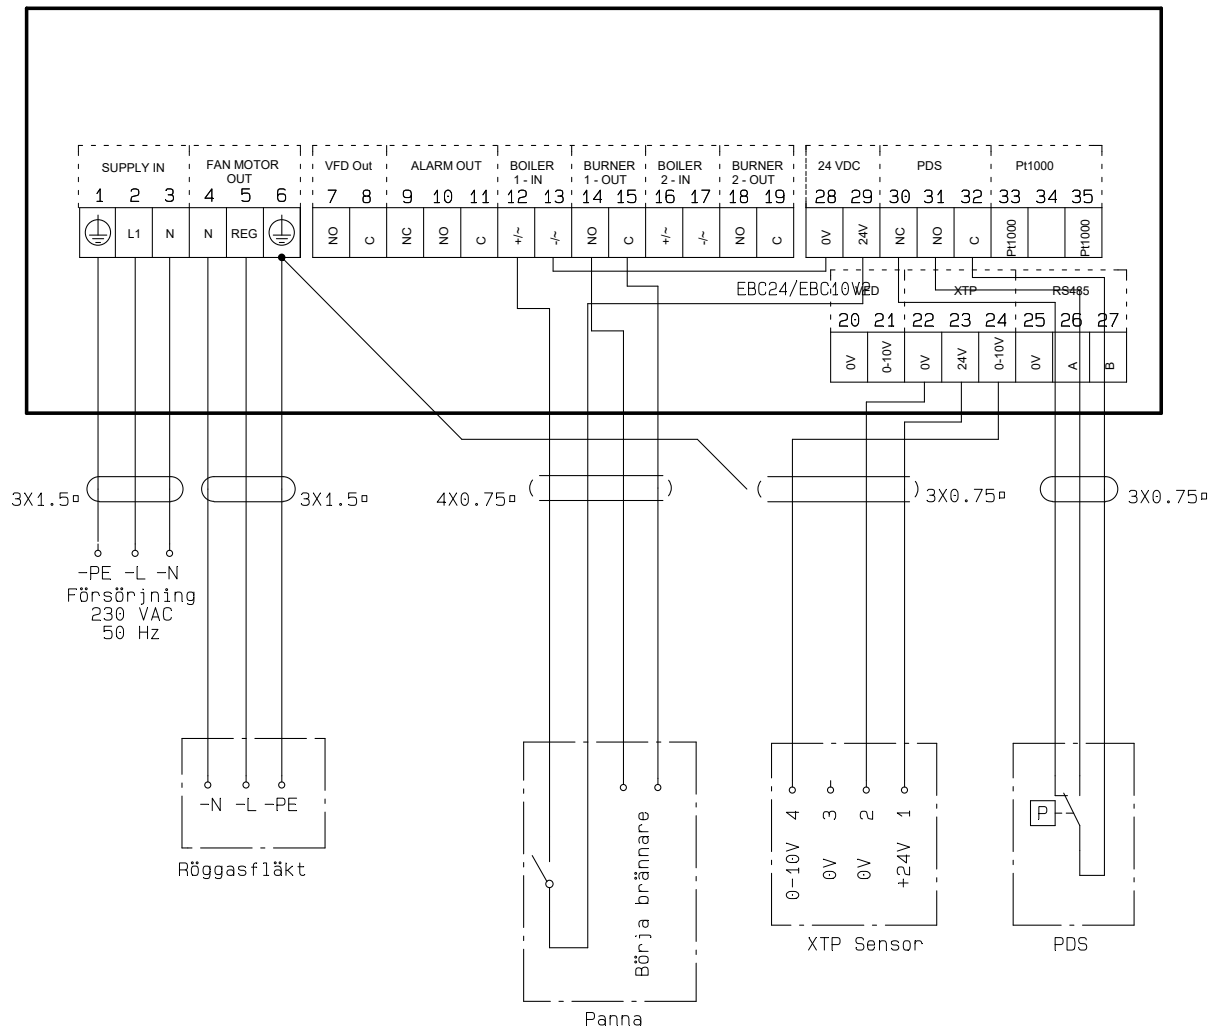 SUPPLY IN
FAN MOTOR
OUT
VFD Out
ALARM OUT
BOILER
1 - IN
BURNER
1 - OUT
BOILER
2 - IN
BURNER
2 - OUT
24 VDC
PDS
Pt1000
1 2 3 4 5 6 7 8 9 10 11 12 13 14 15 16 17 18 19 28 29 30 31 32 33 34 35
L1 N N REG NO C NC NO C +/~ -/~ NO C +/~ -/~ NO C 0V 24V NC NO C Pt1000 Pt1000
EBC24/EBC10V2
VFD
XTP
RS485
20 21 22 23 24 25 26 27
0V 0-10V 0V 24V 0-10V 0V A B
3X1.5▫
3X1.5▫
4X0.75▫
3X0.75▫
3X0.75▫
-PE -L -N
Försörjning
230 VAC
50 Hz
-N -L -PE
Röggasfläkt
Börja brännare
Panna
4 3 2 1
0-10V 0V 0V +24V
XTP Sensor
P
PDS